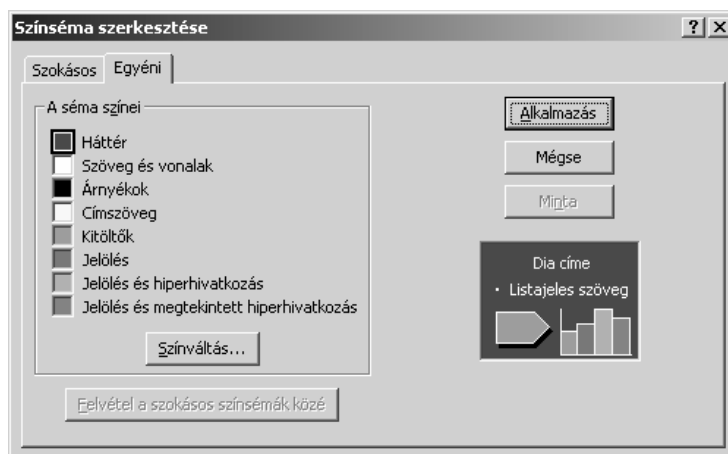 Színséma szerkesztése
Szokásos
Egyéni
A séma színei
Háttér
Szöveg és vonalak
Árnyékok
Címszöveg
Kitöltők
Jelölés
Jelölés és hiperhivatkozás
Jelölés és megtekintett hiperhivatkozás
Színváltás...
Felvétel a szokásos színsémák közé
Alkalmazás
Mégse
Minta
Dia címe
• Listajeles szöveg